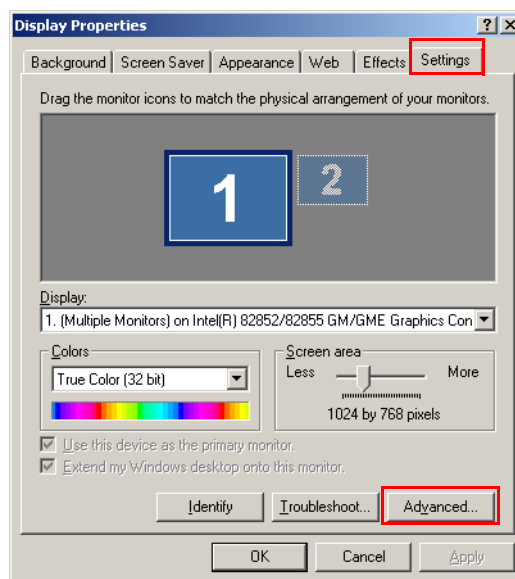 Display Properties
Background Screen Saver Appearance Web Effects Settings
Drag the monitor icons to match the physical arrangement of your monitors.
1 2
Display:
1. (Multiple Monitors) on Intel(R) 82852/82855 GM/GME Graphics Con
Colors
True Color (32 bit)
Screen area
Less More
1024 by 768 pixels
Use this device as the primary monitor.
Extend my Windows desktop onto this monitor.
Identify Troubleshoot... Advanced...
OK Cancel Apply